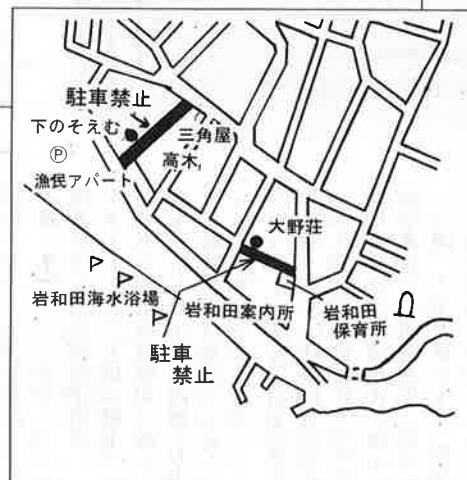 駐車禁止
下のそえむ
Ⓟ
三角屋
高木
漁民アパート
大野荘
岩和田海水浴場
岩和田案内所
岩和田
保育所
駐車
禁止